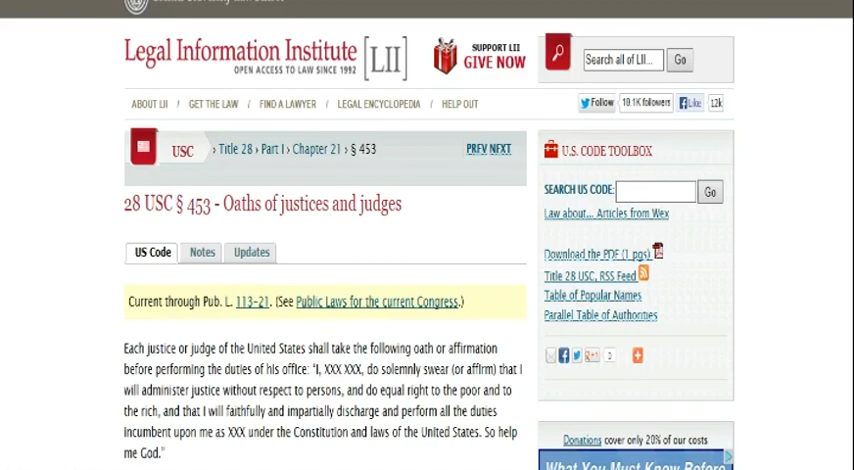 Legal Information Institute [LII]
OPEN ACCESS TO LAW SINCE 1992
SUPPORT LII
GIVE NOW
Search all of LII...
Go
ABOUT LII / GET THE LAW / FIND A LAWYER / LEGAL ENCYCLOPEDIA / HELP OUT
Follow
10.1K followers
Like
12k
USC › Title 28 › Part I › Chapter 21 › § 453
PREV NEXT
28 USC § 453 - Oaths of justices and judges
US Code
Notes
Updates
Current through Pub. L. 113-21. (See Public Laws for the current Congress.)
Each justice or judge of the United States shall take the following oath or affirmation
before performing the duties of his office: "I, XXX XXX, do solemnly swear (or affirm) that I
will administer justice without respect to persons, and do equal right to the poor and to
the rich, and that I will faithfully and impartially discharge and perform all the duties
incumbent upon me as XXX under the Constitution and laws of the United States. So help
me God."
U.S. CODE TOOLBOX
SEARCH US CODE:
Go
Law about... Articles from Wex
Download the PDF (1 pgs)
Title 28 USC, RSS Feed
Table of Popular Names
Parallel Table of Authorities
+1
3
Donations cover only 20% of our costs
What You Must Know Before